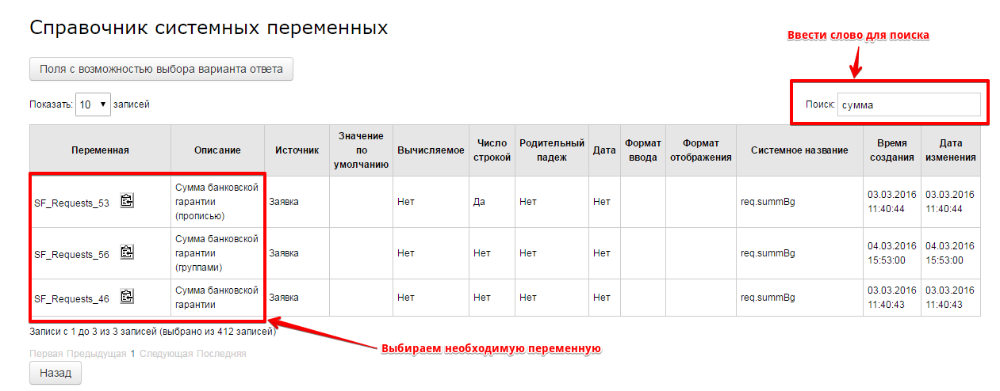 Справочник системных переменных
Ввести слово для поиска
Поля с возможностью выбора варианта ответа
Показать: 10 записей
Поиск: сумма
Переменная Описание Источник Значение по умолчанию Вычисляемое Число строкой Родительный падеж Дата Формат ввода Формат отображения Системное название Время создания Дата изменения
SF_Requests_53 Сумма банковской гарантии (прописью) Заявка Нет Да Нет Нет req.summBg 03.03.2016 11:40:44 03.03.2016 11:40:44
SF_Requests_56 Сумма банковской гарантии (группами) Заявка Нет Нет Нет Нет req.summBg 04.03.2016 15:53:00 04.03.2016 15:53:00
SF_Requests_46 Сумма банковской гарантии Заявка Нет Нет Нет Нет req.summBg 03.03.2016 11:40:43 03.03.2016 11:40:43
Записи с 1 до 3 из 3 записей (выбрано из 412 записей)
Выбираем необходимую переменную
Первая Предыдущая 1 Следующая Последняя
Назад